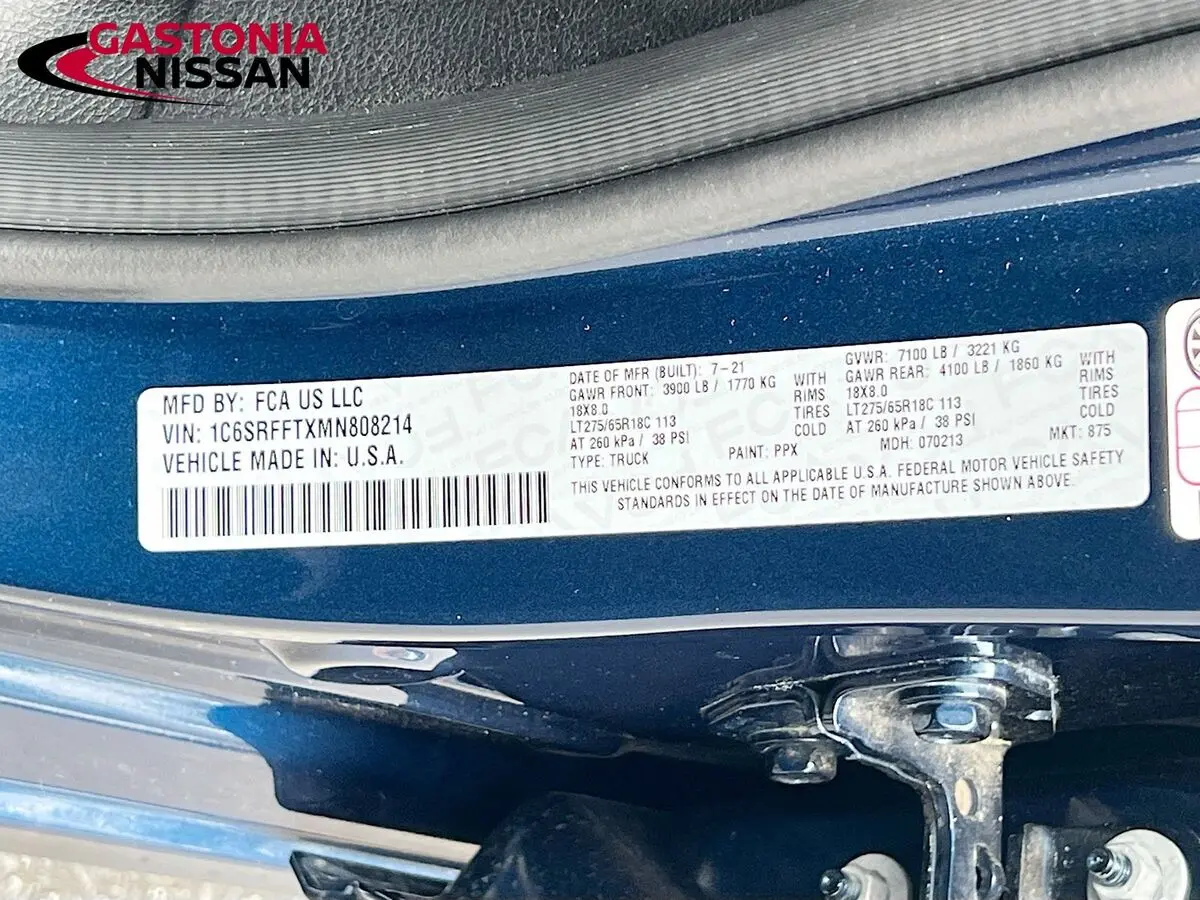 GASTONIA
NISSAN
MFD BY: FCA US LLC
VIN: 1C6SRFFTXMN808214
VEHICLE MADE IN: U.S.A.
DATE OF MFR (BUILT): 7-21
GAWR FRONT: 3900 LB / 1770 KG WITH
18X8.0 RIMS
LT275/65R18C 113 TIRES
AT 260 kPa / 38 PSI COLD
TYPE: TRUCK PAINT: PPX
GVWR: 7100 LB / 3221 KG
GAWR REAR: 4100 LB / 1860 KG WITH
18X8.0 RIMS
LT275/65R18C 113 TIRES
AT 260 kPa / 38 PSI COLD
MDH: 070213 MKT: 875
THIS VEHICLE CONFORMS TO ALL APPLICABLE U.S.A. FEDERAL MOTOR VEHICLE SAFETY
STANDARDS IN EFFECT ON THE DATE OF MANUFACTURE SHOWN ABOVE.